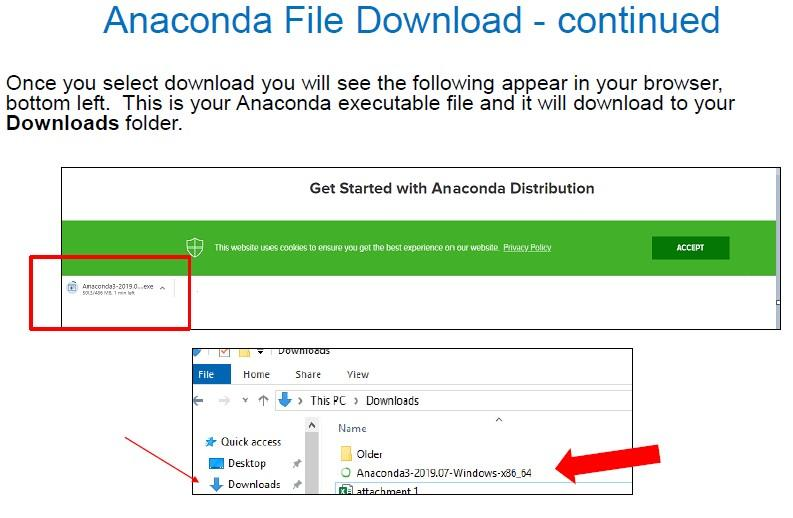 Anaconda File Download - continued
Once you select download you will see the following appear in your browser,
bottom left. This is your Anaconda executable file and it will download to your
Downloads folder.
Get Started with Anaconda Distribution
This website uses cookies to ensure you get the best experience on our website. Privacy Policy
ACCEPT
Anaconda3-2019.0....exe
MB, 1 min left
Downloads
File Home Share View
This PC > Downloads
Name
Quick access
Older
Desktop
Anaconda3-2019.07-Windows-x86_64
Downloads
attachment 1